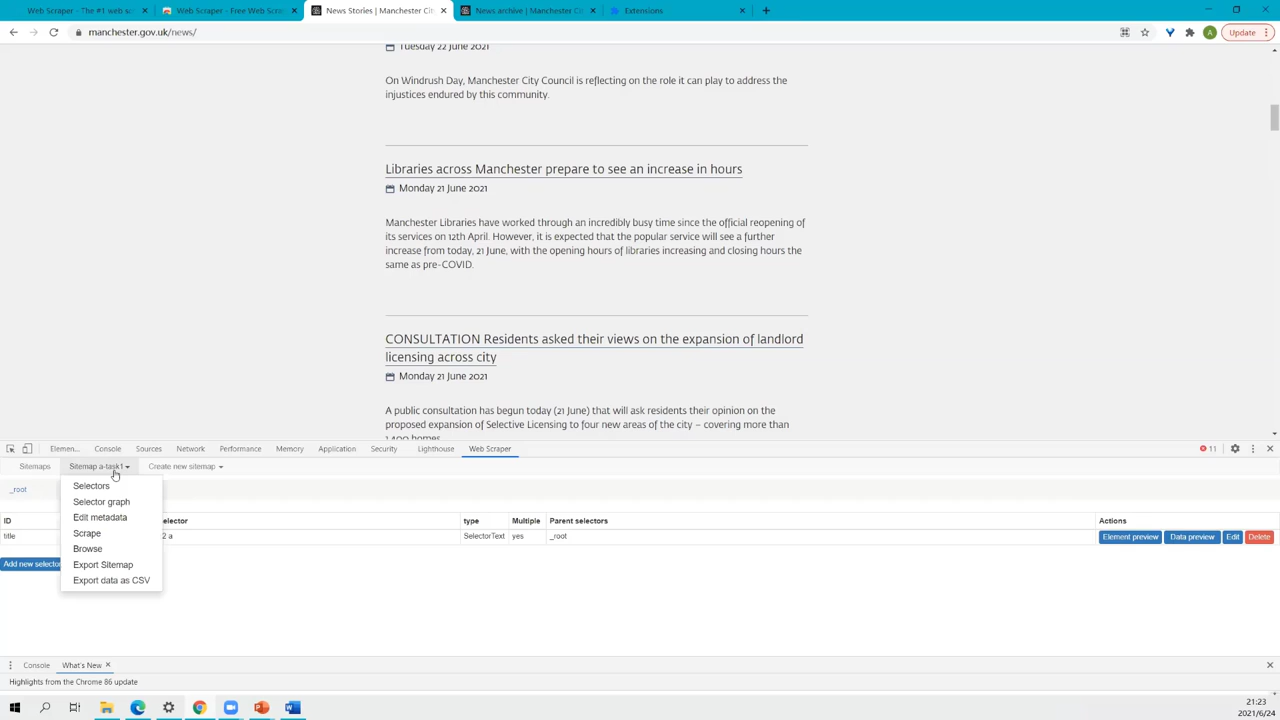 Web Scraper - The #1 web s
Web Scraper - Free Web Scra
News Stories | Manchester Cit
News archive | Manchester Cit
Extensions
manchester.gov.uk/news/
A
Update
Tuesday 22 June 2021
On Windrush Day, Manchester City Council is reflecting on the role it can play to address the
injustices endured by this community.
Libraries across Manchester prepare to see an increase in hours
Monday 21 June 2021
Manchester Libraries have worked through an incredibly busy time since the official reopening of
its services on 12th April. However, it is expected that the popular service will see a further
increase from today, 21 June, with the opening hours of libraries increasing and closing hours the
same as pre-COVID.
CONSULTATION Residents asked their views on the expansion of landlord
licensing across city
Monday 21 June 2021
A public consultation has begun today (21 June) that will ask residents their opinion on the
proposed expansion of Selective Licensing to four new areas of the city – covering more than
1,400 homes.
Elemen... Console Sources Network Performance Memory Application Security Lighthouse Web Scraper 11
Sitemaps Sitemap a-task1 Create new sitemap
_root
Selectors
Selector graph
Edit metadata
Scrape
Browse
Export Sitemap
Export data as CSV
ID elector type Multiple Parent selectors Actions
title 2 a SelectorText yes _root Element preview Data preview Edit Delete
Add new selector
Console What's New
Highlights from the Chrome 86 update
21:23
2021/6/24